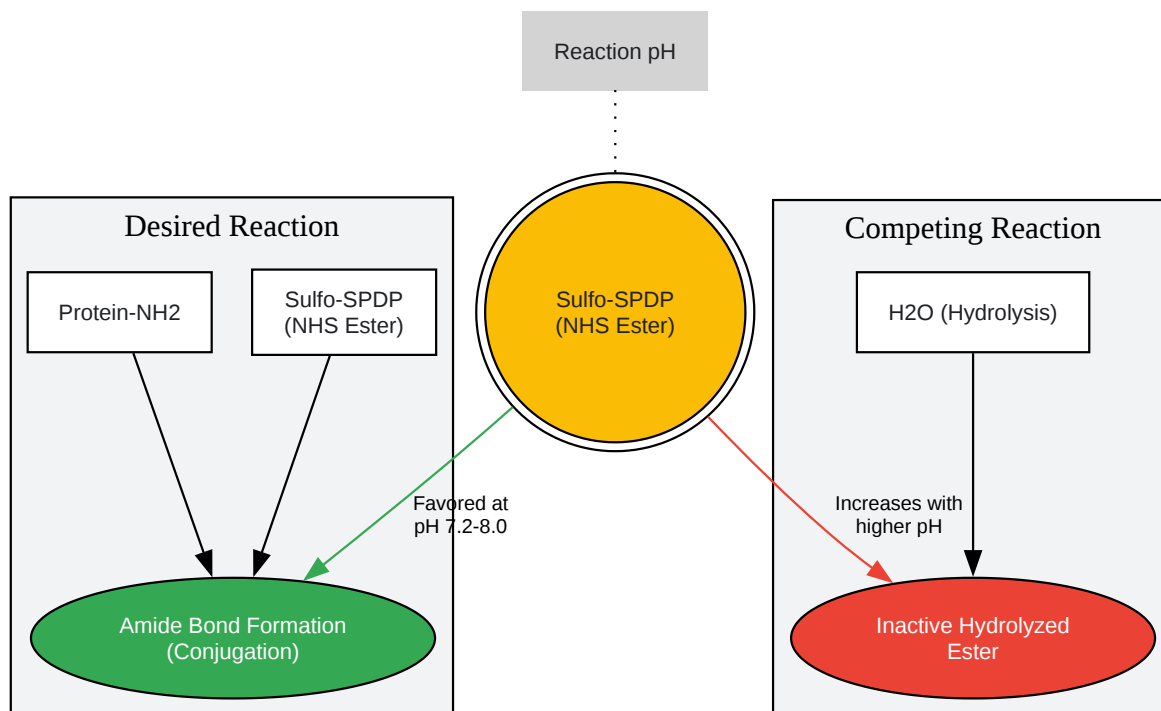 Reaction pH
Desired Reaction
Protein-NH2
Sulfo-SPDP
(NHS Ester)
Sulfo-SPDP
(NHS Ester)
Competing Reaction
H2O (Hydrolysis)
Favored at
pH 7.2-8.0
Increases with
higher pH
Amide Bond Formation
(Conjugation)
Inactive Hydrolyzed
Ester